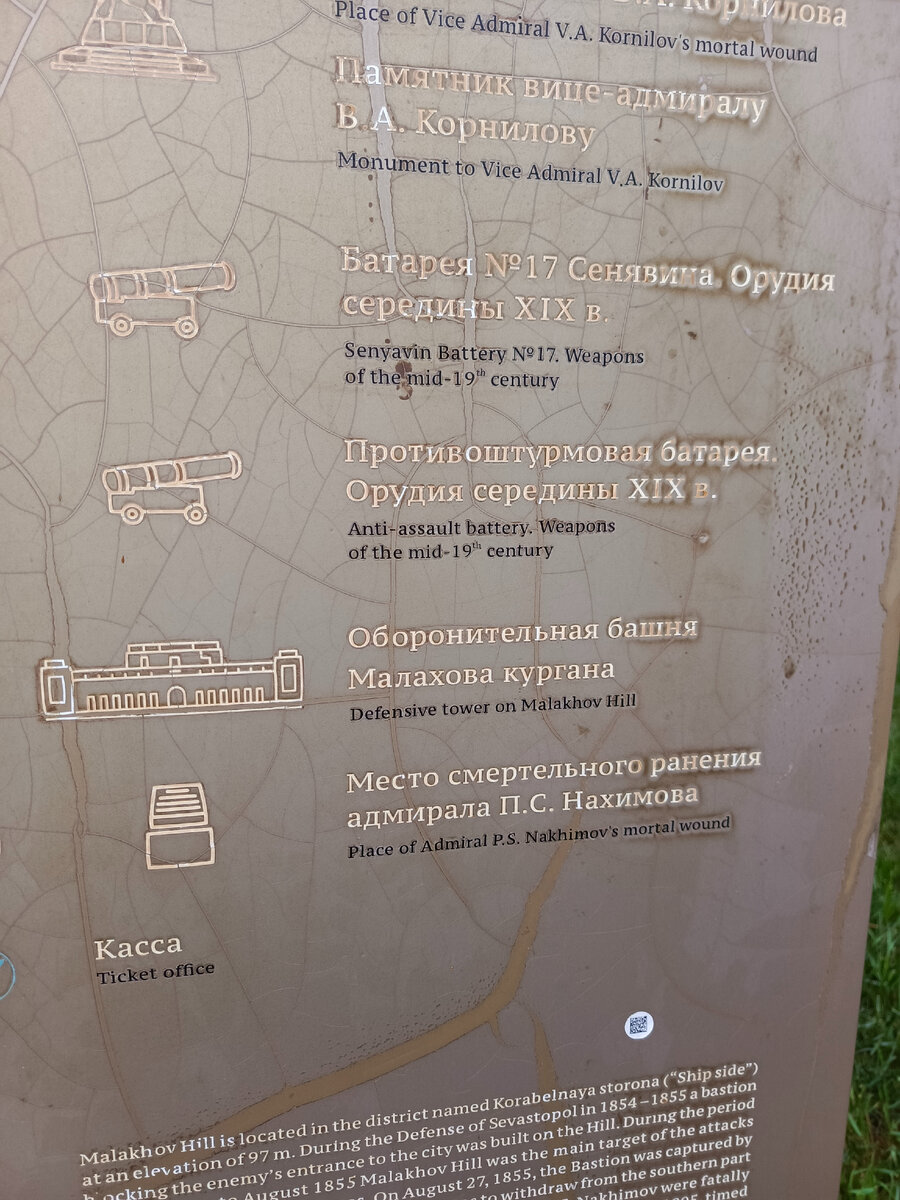 Корнилова
Place of Vice Admiral V.A. Kornilov's mortal wound
Памятник вице-адмиралу
В.А. Корнилову
Monument to Vice Admiral V.A. Kornilov
Батарея №17 Сенявина. Орудия
середины XIX в.
Senyavin Battery №17. Weapons
of the mid-19th century
Противоштурмовая батарея.
Орудия середины XIX в.
Anti-assault battery. Weapons
of the mid-19th century
Оборонительная башня
Малахова кургана
Defensive tower on Malakhov Hill
Место смертельного ранения
адмирала П.С. Нахимова
Place of Admiral P.S. Nakhimov's mortal wound
Касса
Ticket office
Malakhov Hill is located in the district named Korabelnaya storona (“Ship side”)
at an elevation of 97 m. During the Defense of Sevastopol in 1854–1855 a bastion
blocking the enemy's entrance to the city was built on the Hill. During the period
August 1855 Malakhov Hill was the main target of the attacks
On August 27, 1855, the Bastion was captured by
to withdraw from the southern part
Nakhimov were fatally
timed